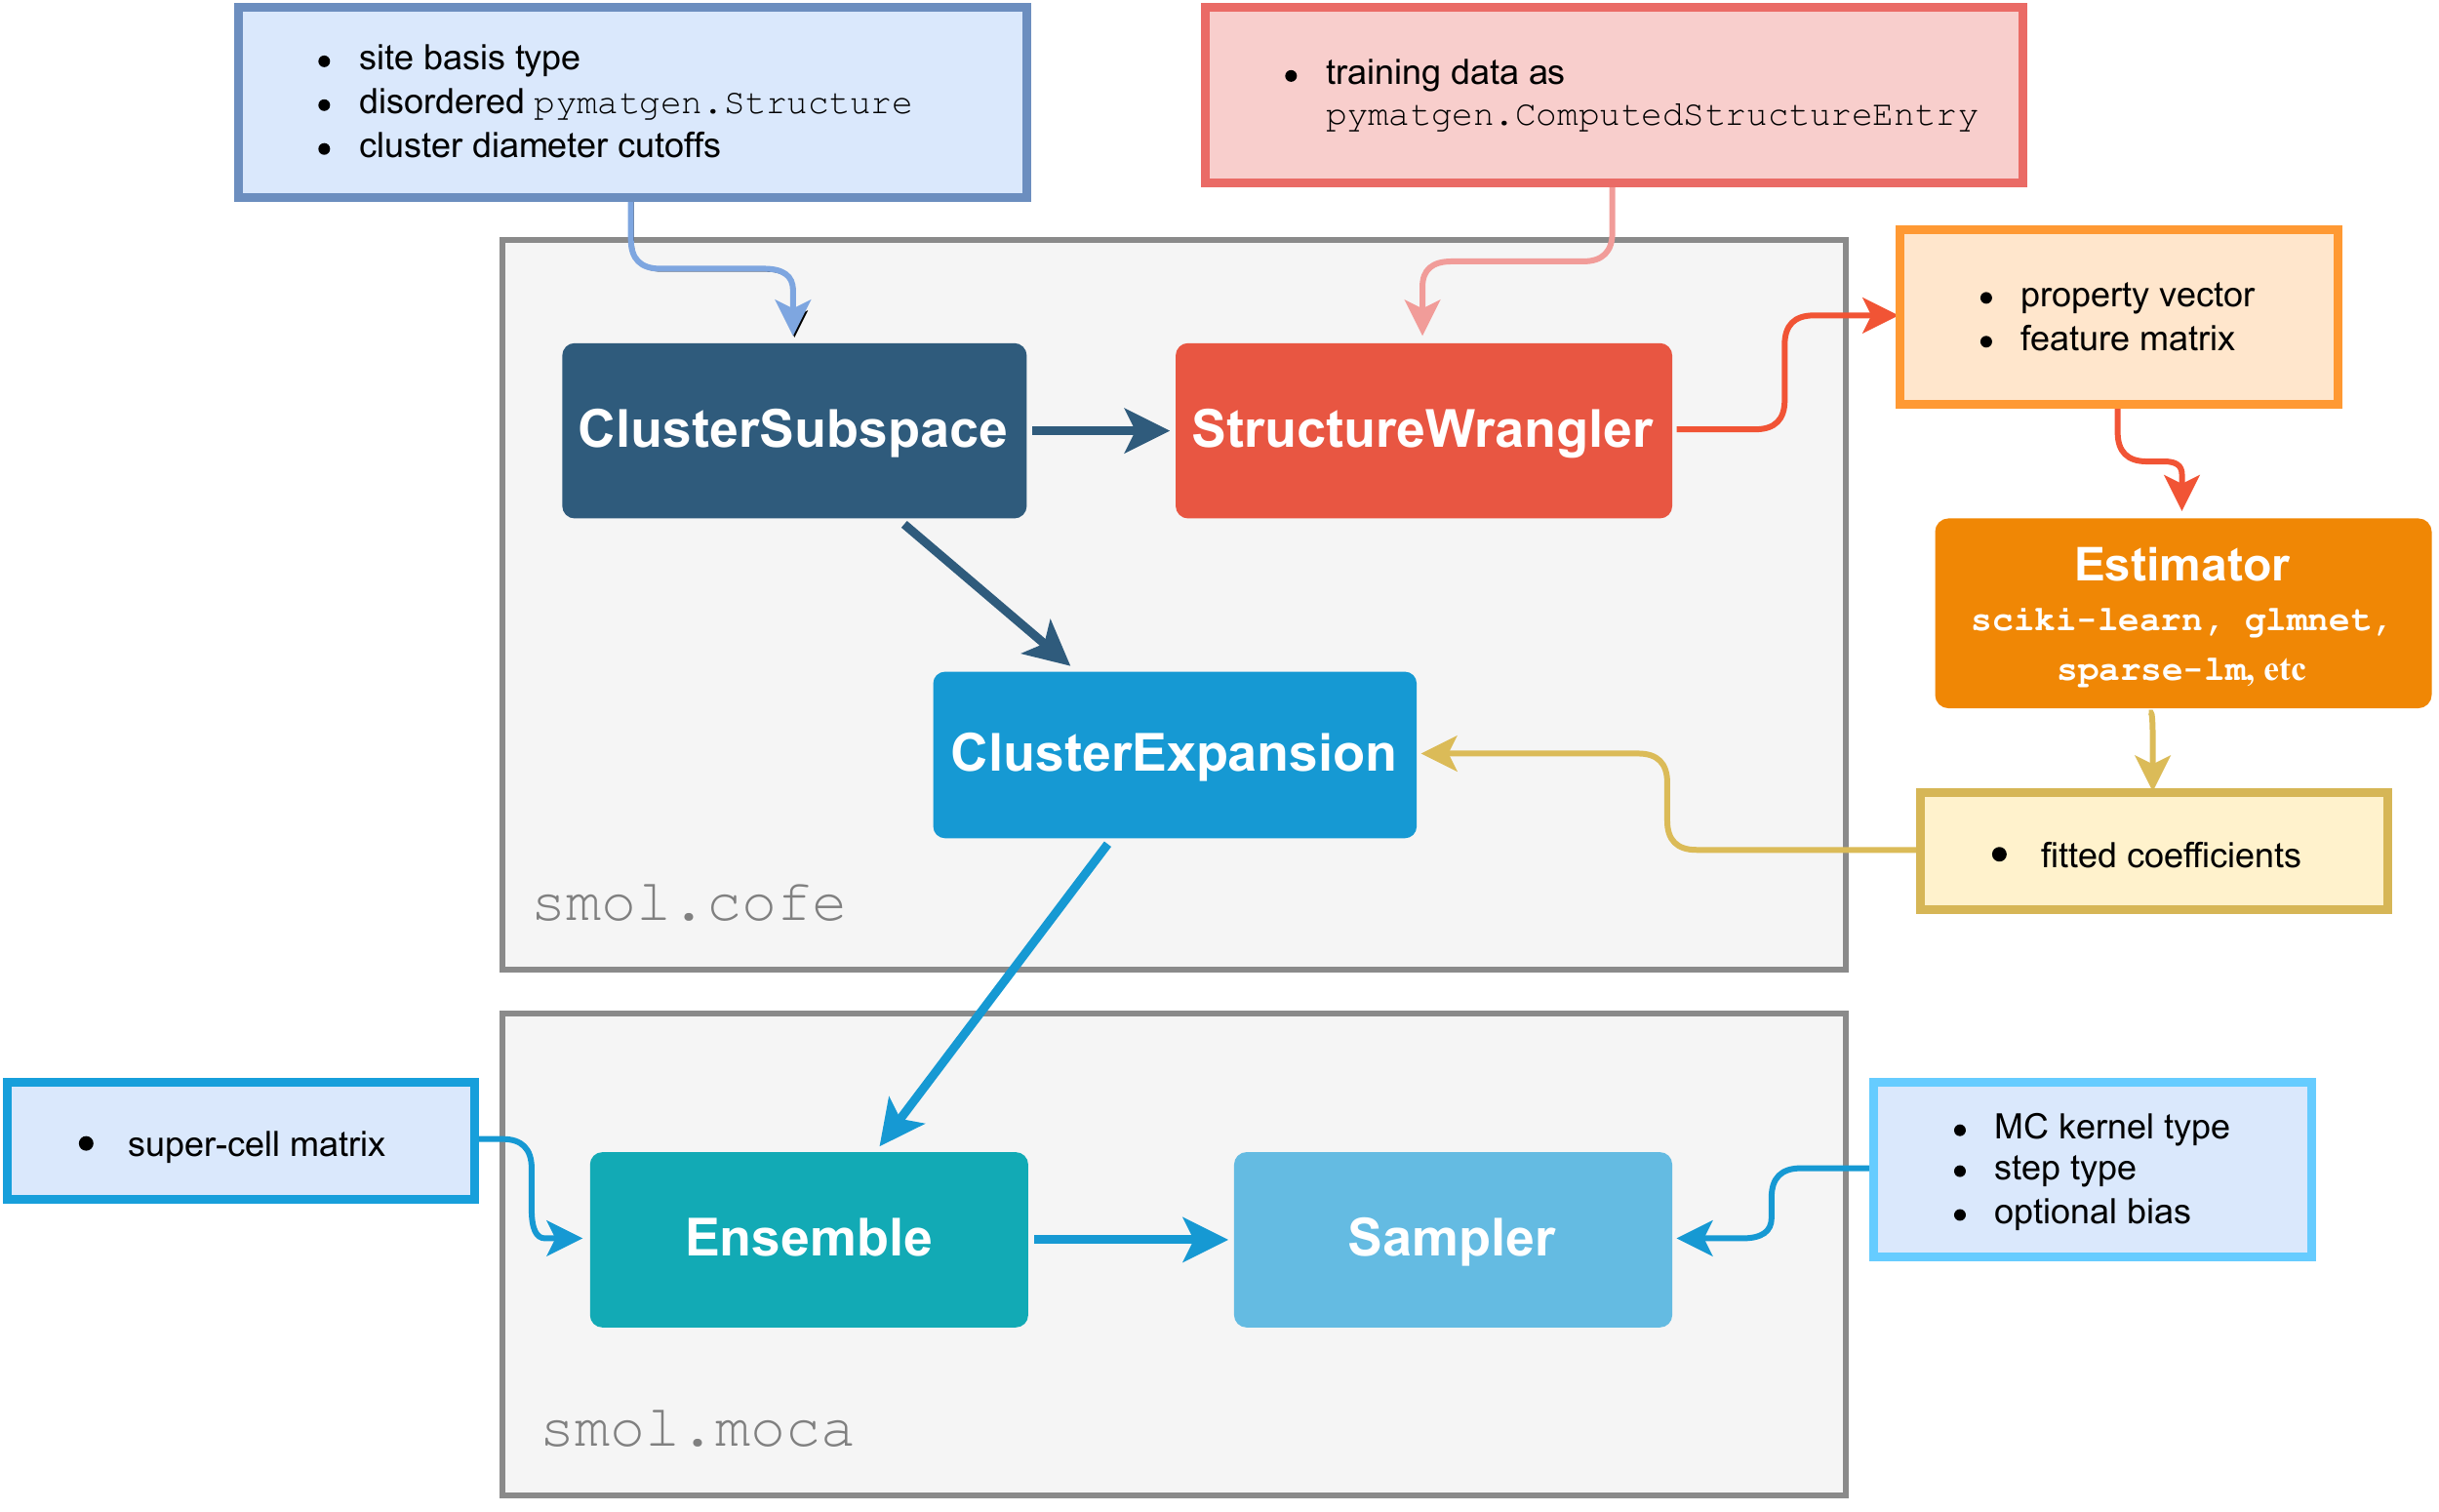 • site basis type
• disordered pymatgen.Structure
• cluster diameter cutoffs
• training data as
pymatgen.ComputedStructureEntry
• property vector
• feature matrix
ClusterSubspace
StructureWrangler
Estimator
sciki-learn, glmnet,
sparse-lm, etc
ClusterExpansion
• fitted coefficients
smol.cofe
• super-cell matrix
• MC kernel type
• step type
• optional bias
Ensemble
Sampler
smol.moca